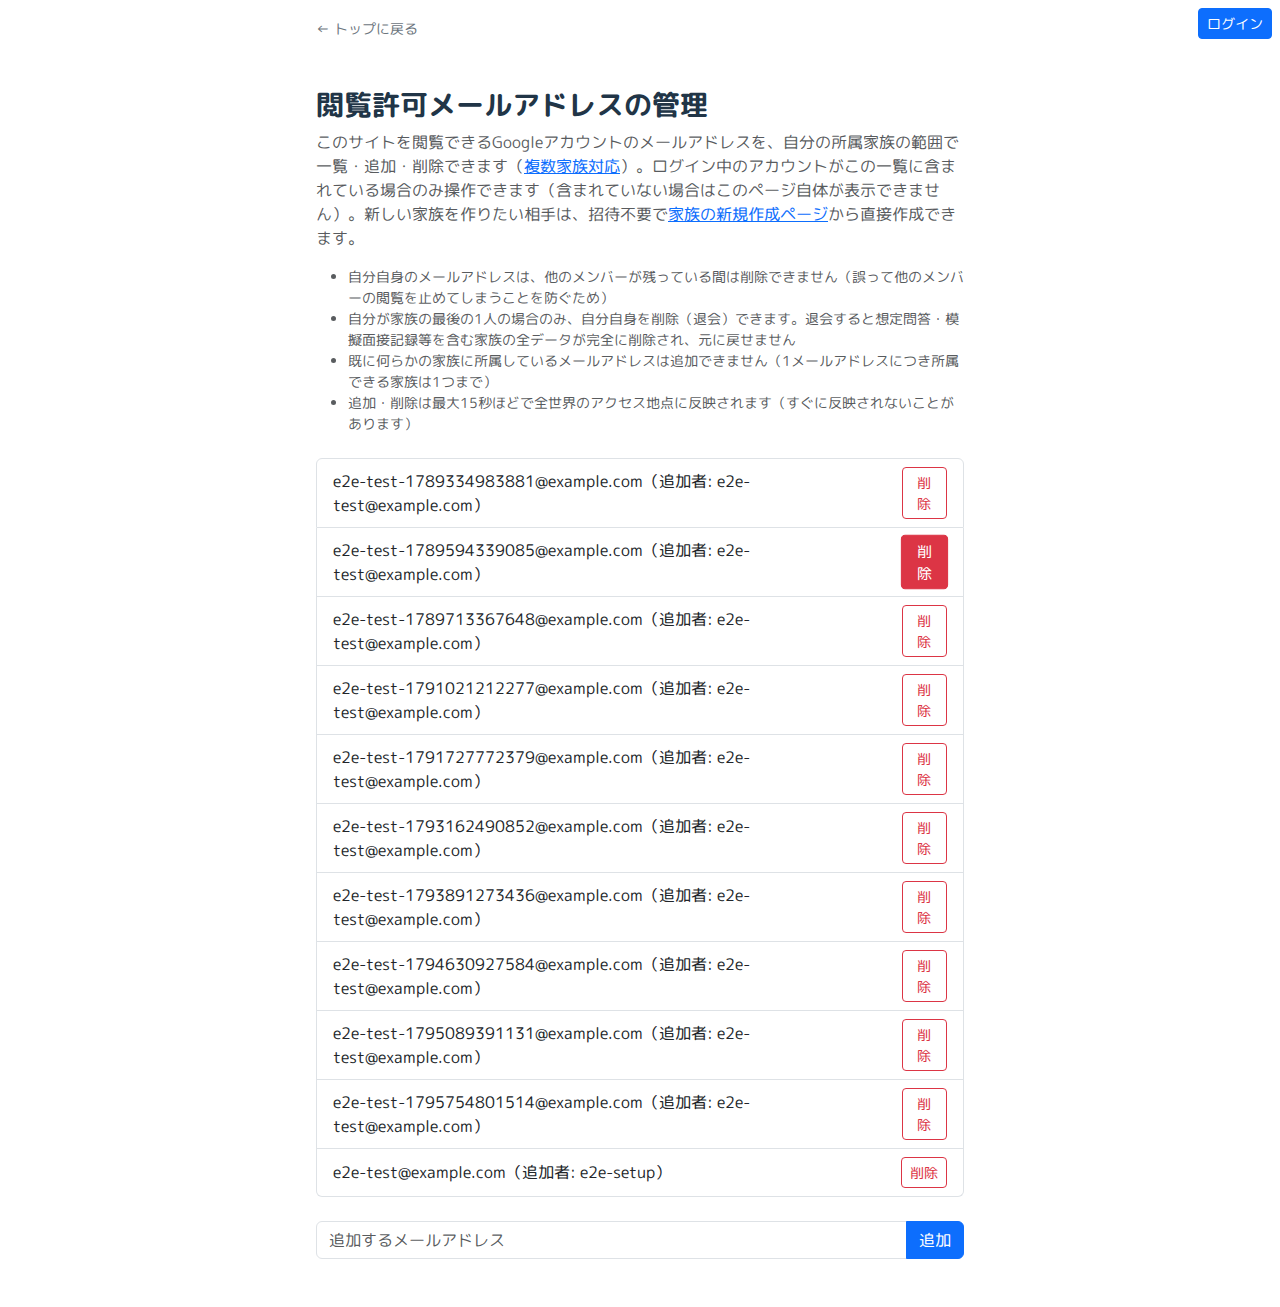 ← トップに戻る
ログイン
閲覧許可メールアドレスの管理
このサイトを閲覧できるGoogleアカウントのメールアドレスを、自分の所属家族の範囲で
一覧・追加・削除できます（複数家族対応）。ログイン中のアカウントがこの一覧に含ま
れている場合のみ操作できます（含まれていない場合はこのページ自体が表示できませ
ん）。新しい家族を作りたい相手は、招待不要で家族の新規作成ページから直接作成でき
ます。
• 自分自身のメールアドレスは、他のメンバーが残っている間は削除できません（誤って他のメンバ
ーの閲覧を止めてしまうことを防ぐため）
• 自分が家族の最後の1人の場合のみ、自分自身を削除（退会）できます。退会すると想定問答・模
擬面接記録等を含む家族の全データが完全に削除され、元に戻せません
• 既に何らかの家族に所属しているメールアドレスは追加できません（1メールアドレスにつき所属
できる家族は1つまで）
• 追加・削除は最大15秒ほどで全世界のアクセス地点に反映されます（すぐに反映されないことが
あります）
e2e-test-1789334983881@example.com（追加者: e2e-
test@example.com）
削
除
e2e-test-1789594339085@example.com（追加者: e2e-
test@example.com）
削
除
e2e-test-1789713367648@example.com（追加者: e2e-
test@example.com）
削
除
e2e-test-1791021212277@example.com（追加者: e2e-
test@example.com）
削
除
e2e-test-1791727772379@example.com（追加者: e2e-
test@example.com）
削
除
e2e-test-1793162490852@example.com（追加者: e2e-
test@example.com）
削
除
e2e-test-1793891273436@example.com（追加者: e2e-
test@example.com）
削
除
e2e-test-1794630927584@example.com（追加者: e2e-
test@example.com）
削
除
e2e-test-1795089391131@example.com（追加者: e2e-
test@example.com）
削
除
e2e-test-1795754801514@example.com（追加者: e2e-
test@example.com）
削
除
e2e-test@example.com（追加者: e2e-setup）
削除
追加するメールアドレス
追加